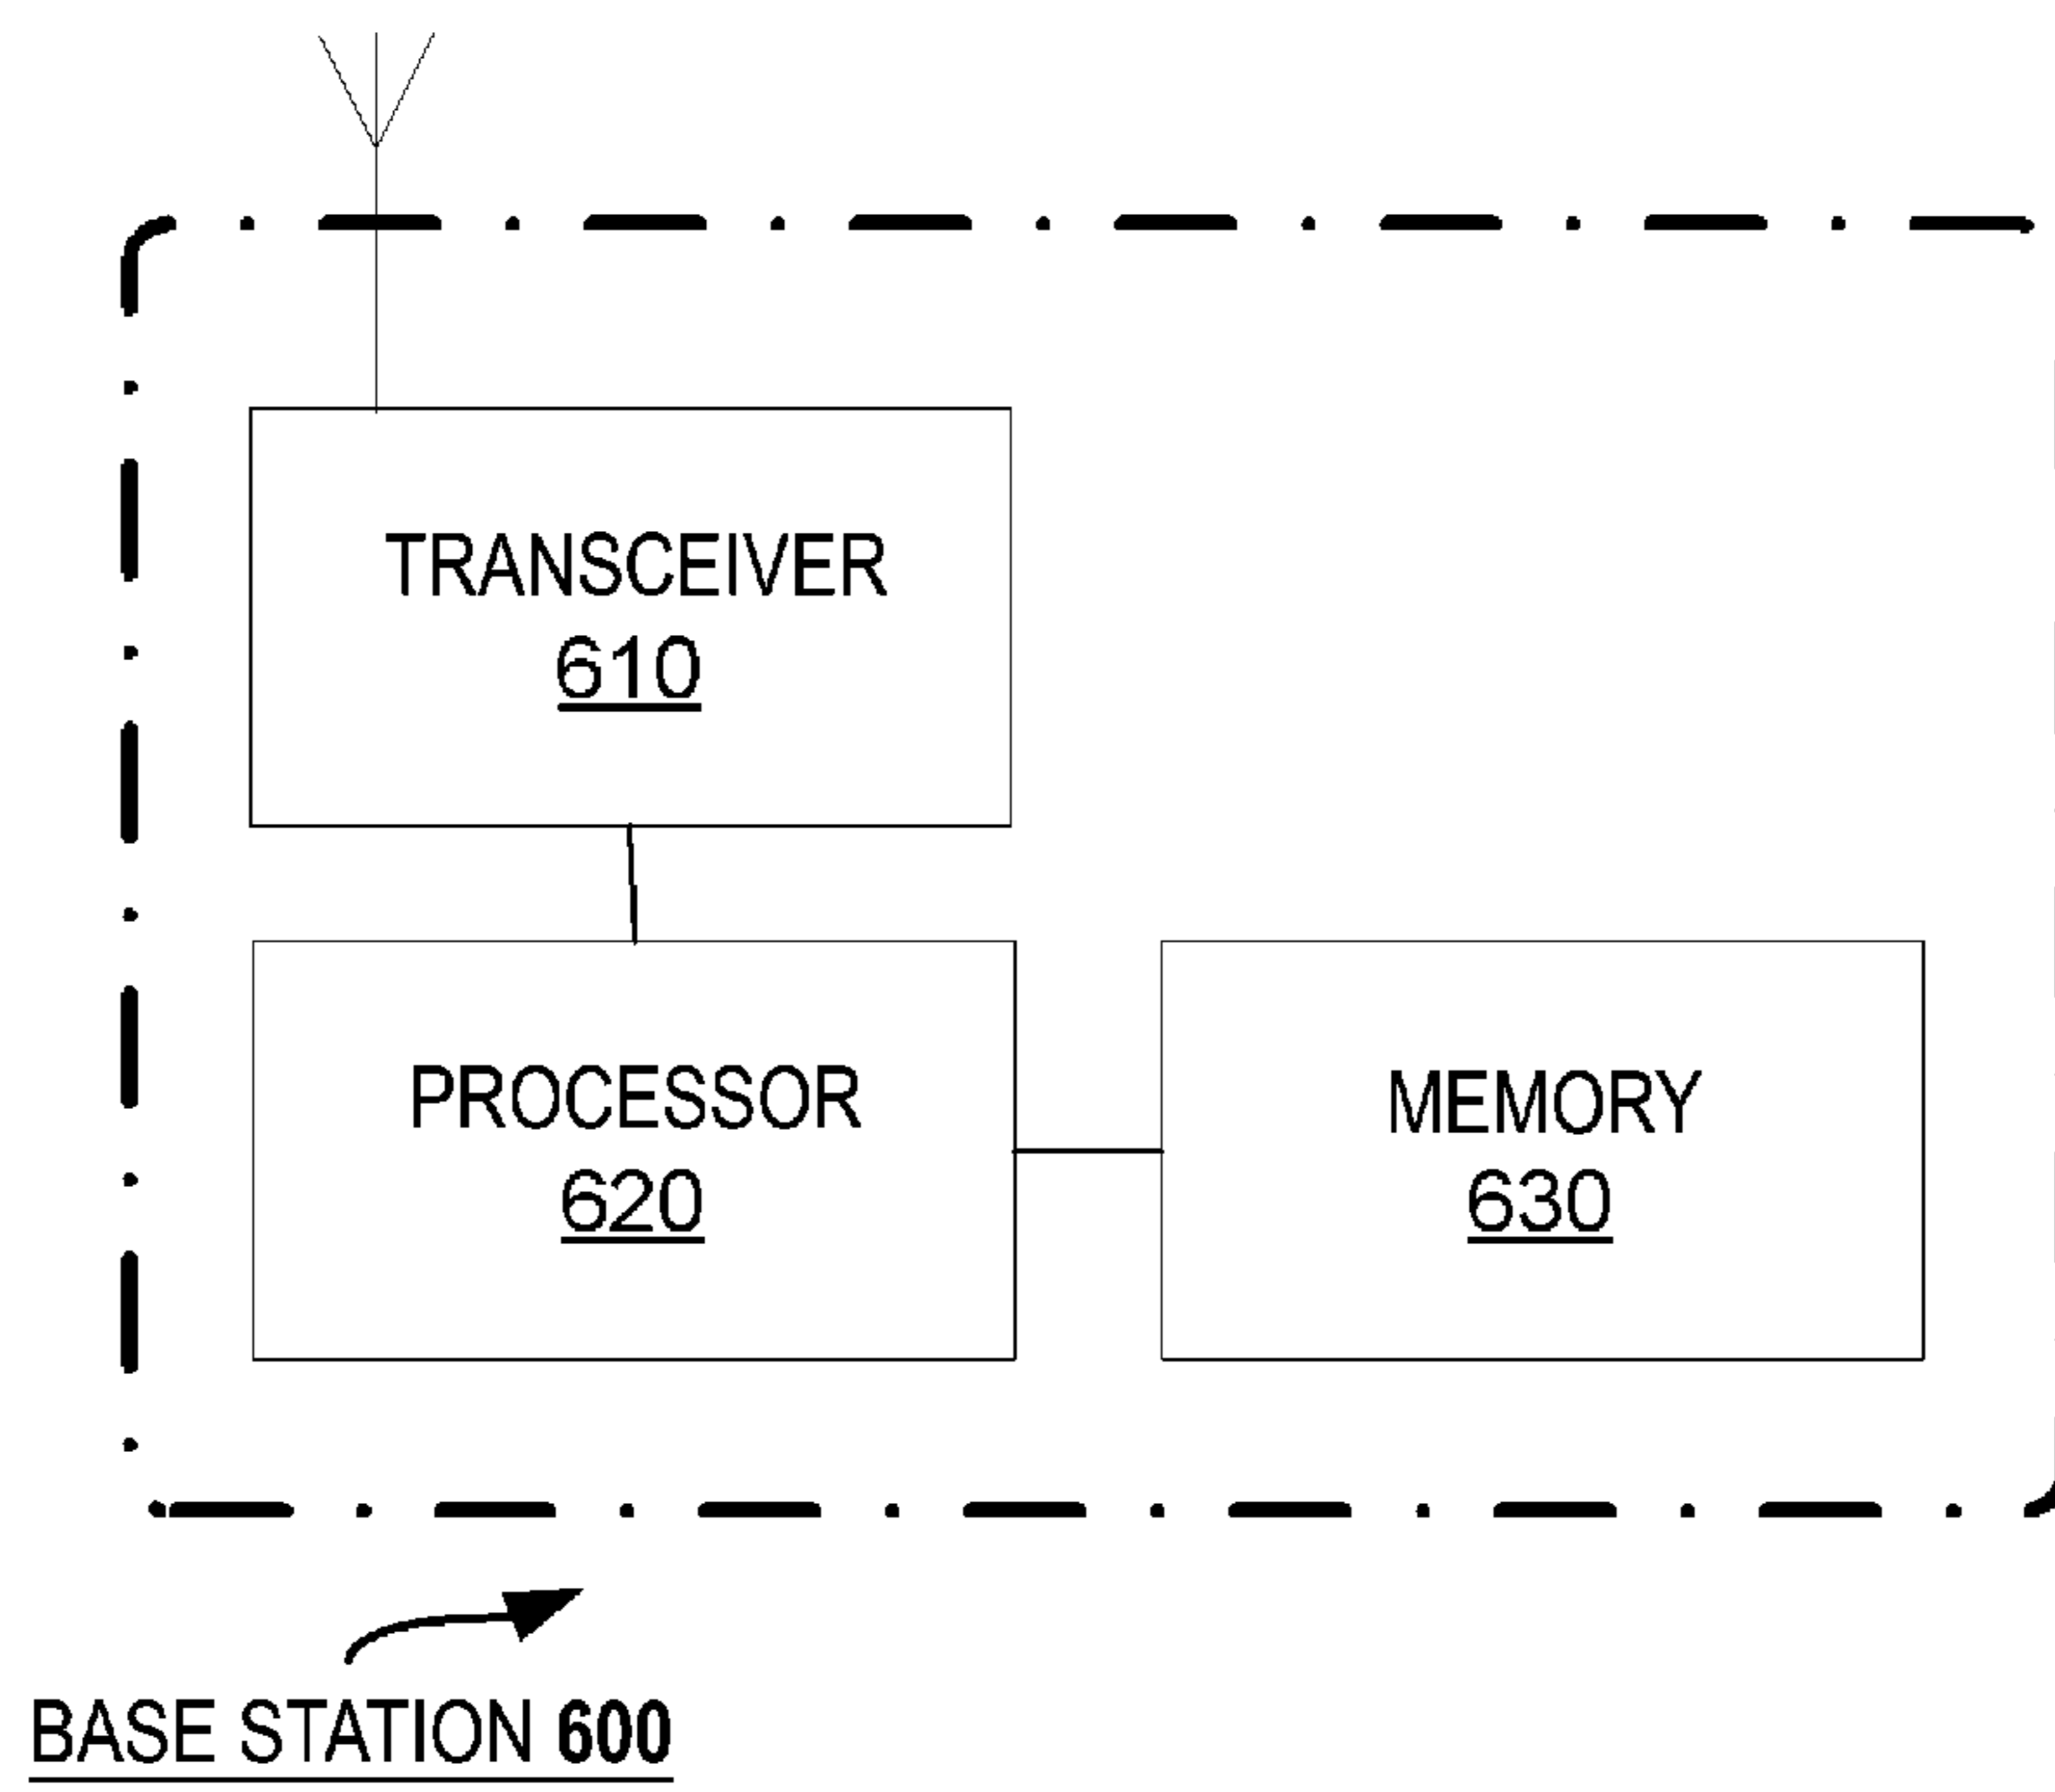 TRANSCEIVER
610
PROCESSOR
620
MEMORY
630
BASE STATION 600